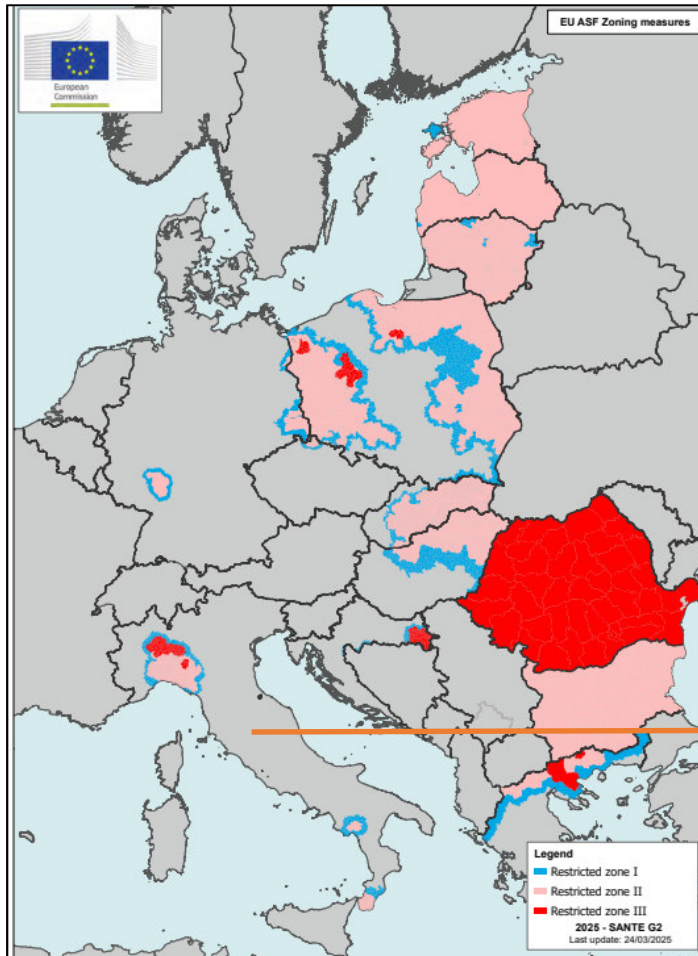 EU ASF Zoning measures
European
Commission
Legend
Restricted zone I
Restricted zone II
Restricted zone III
2025 - SANTE G2
Last update: 24/03/2025